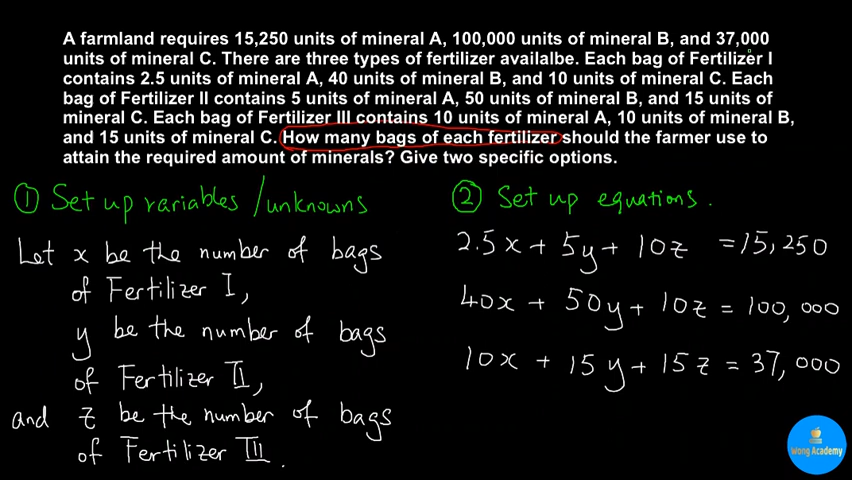 A farmland requires 15,250 units of mineral A, 100,000 units of mineral B, and 37,000
units of mineral C. There are three types of fertilizer availalbe. Each bag of Fertilizer I
contains 2.5 units of mineral A, 40 units of mineral B, and 10 units of mineral C. Each
bag of Fertilizer II contains 5 units of mineral A, 50 units of mineral B, and 15 units of
mineral C. Each bag of Fertilizer III contains 10 units of mineral A, 10 units of mineral B,
and 15 units of mineral C. How many bags of each fertilizer should the farmer use to
attain the required amount of minerals? Give two specific options.
① Set up variables /unknowns
Let x be the number of bags
of Fertilizer I,
y be the number of bags
of Fertilizer II,
and z be the number of bags
of Fertilizer III.
② Set up equations.
2.5x + 5y + 10z = 15,250
40x + 50y + 10z = 100,000
10x + 15y + 15z = 37,000
Wong Academy